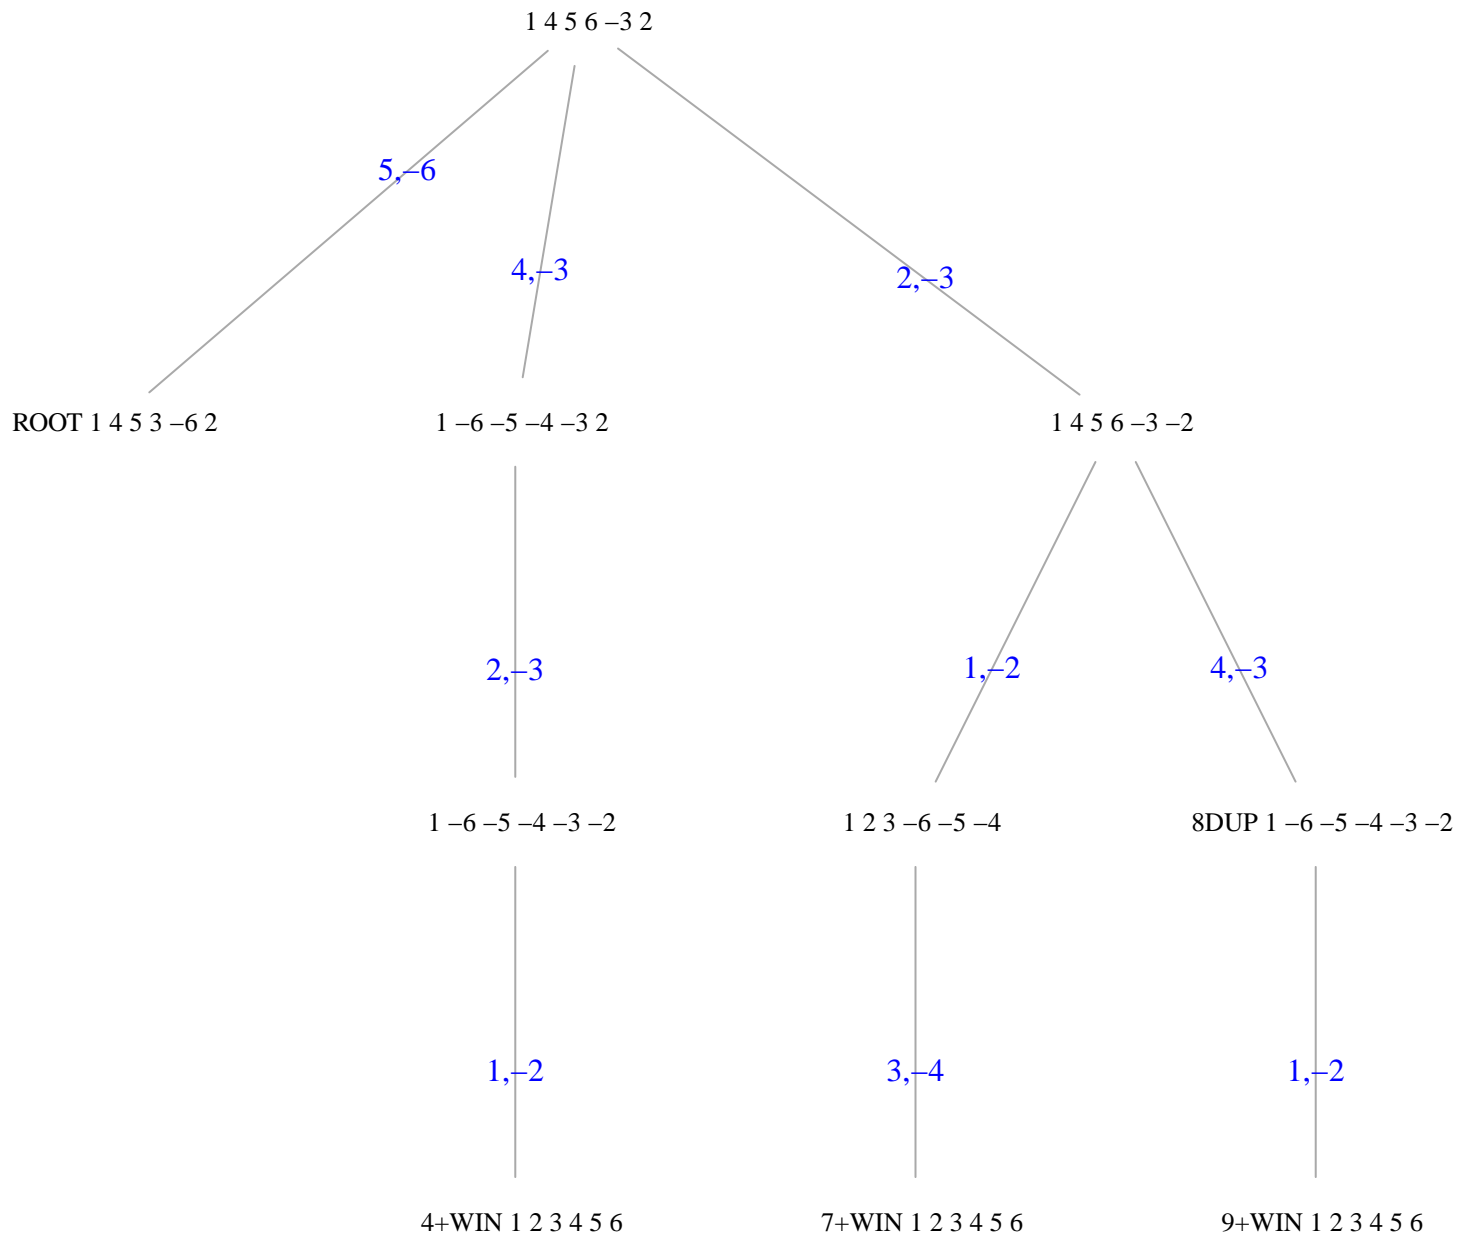 1 4 5 6 –3 2
5,–6
4,–3
2,–3
ROOT 1 4 5 3 –6 2
1 –6 –5 –4 –3 2
1 4 5 6 –3 –2
2,–3
1,–2
4,–3
1 –6 –5 –4 –3 –2
1 2 3 –6 –5 –4
8DUP 1 –6 –5 –4 –3 –2
1,–2
3,–4
1,–2
4+WIN 1 2 3 4 5 6
7+WIN 1 2 3 4 5 6
9+WIN 1 2 3 4 5 6